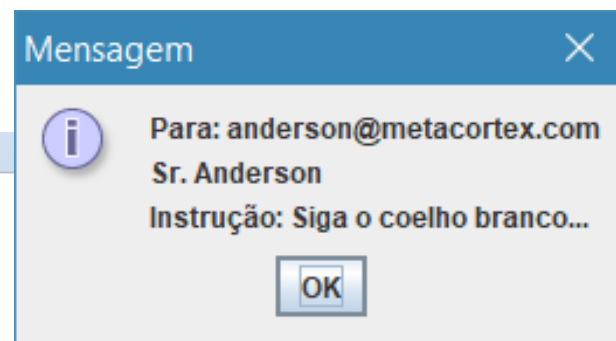 Mensagem
Para: anderson@metacortex.com
Sr. Anderson
Instrução: Siga o coelho branco...
OK